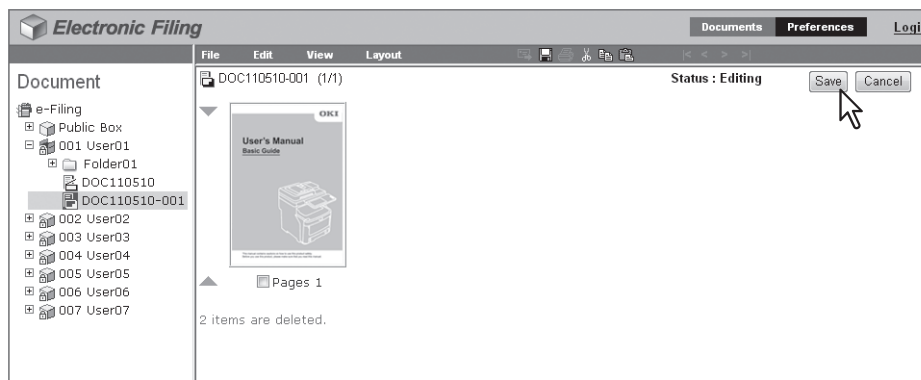 Electronic Filing
Documents Preferences Logi
File Edit View Layout |< < > >|
Document
e-Filing
Public Box
001 User01
Folder01
DOC110510
DOC110510-001
002 User02
003 User03
004 User04
005 User05
006 User06
007 User07
DOC110510-001 (1/1)
Status : Editing
Save Cancel
OKI
User's Manual
Basic Guide
Pages 1
2 items are deleted.